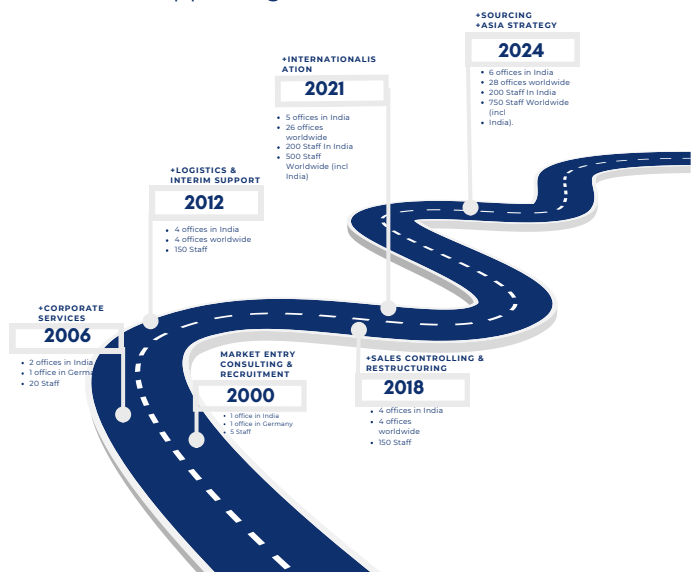 +SOURCING
+ASIA STRATEGY
2024
• 6 offices in India
• 28 offices worldwide
• 200 Staff In India
• 750 Staff Worldwide
(incl
• India).
+INTERNATIONALIS
ATION
2021
• 5 offices in India
• 26 offices
worldwide
• 200 Staff In India
• 500 Staff
Worldwide (incl
India)
+LOGISTICS &
INTERIM SUPPORT
2012
• 4 offices in India
• 4 offices worldwide
• 150 Staff
+CORPORATE
SERVICES
2006
• 2 offices in India
• 1 office in Germa
• 20 Staff
MARKET ENTRY
CONSULTING &
RECRUITMENT
2000
• 1 office in India
• 1 office in Germany
• 5 Staff
+SALES CONTROLLING &
RESTRUCTURING
2018
• 4 offices in India
• 4 offices
worldwide
• 150 Staff